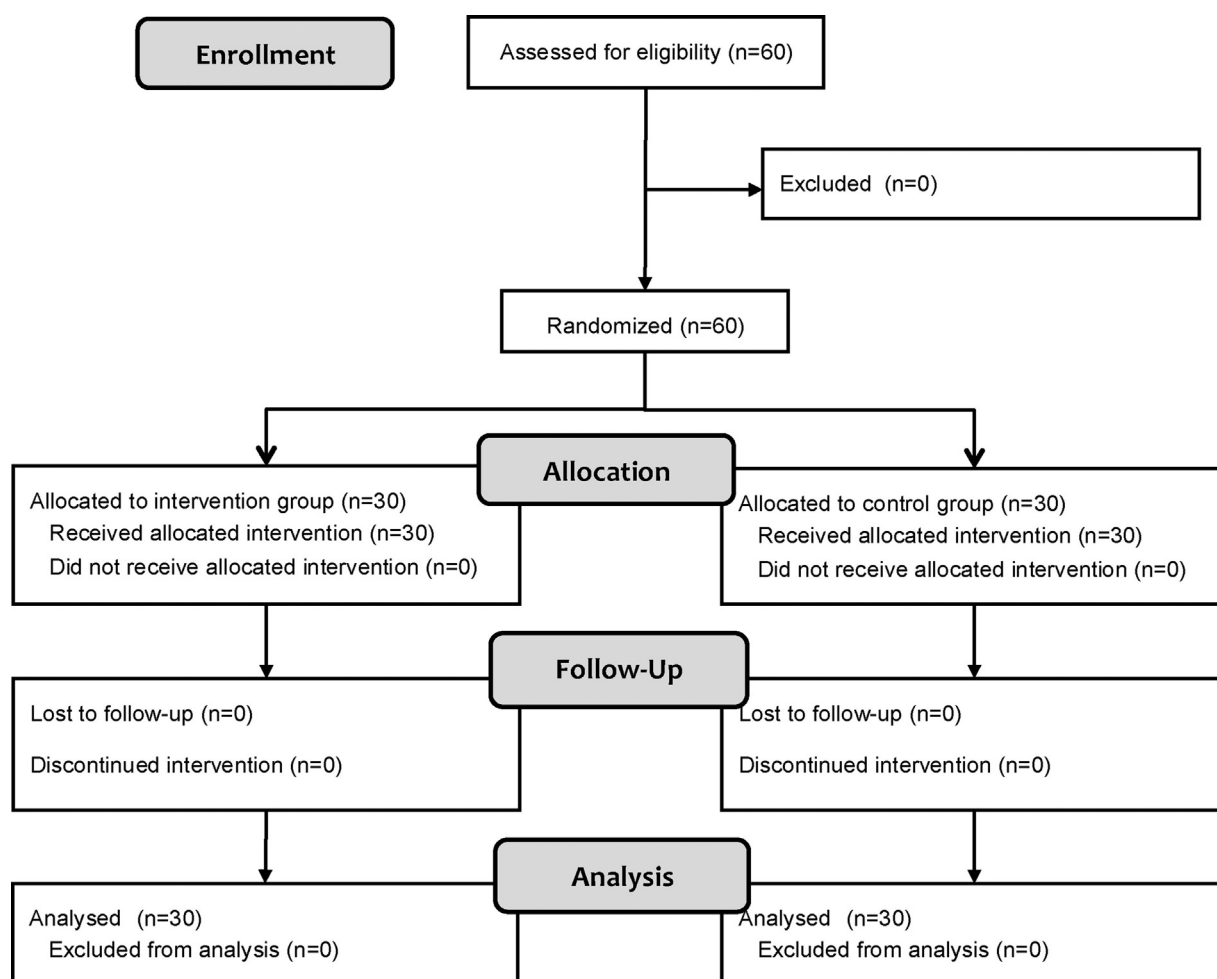 Enrollment
Assessed for eligibility (n=60)
Excluded (n=0)
Randomized (n=60)
Allocation
Allocated to intervention group (n=30)
Received allocated intervention (n=30)
Did not receive allocated intervention (n=0)
Allocated to control group (n=30)
Received allocated intervention (n=30)
Did not receive allocated intervention (n=0)
Follow-Up
Lost to follow-up (n=0)
Discontinued intervention (n=0)
Lost to follow-up (n=0)
Discontinued intervention (n=0)
Analysis
Analysed (n=30)
Excluded from analysis (n=0)
Analysed (n=30)
Excluded from analysis (n=0)